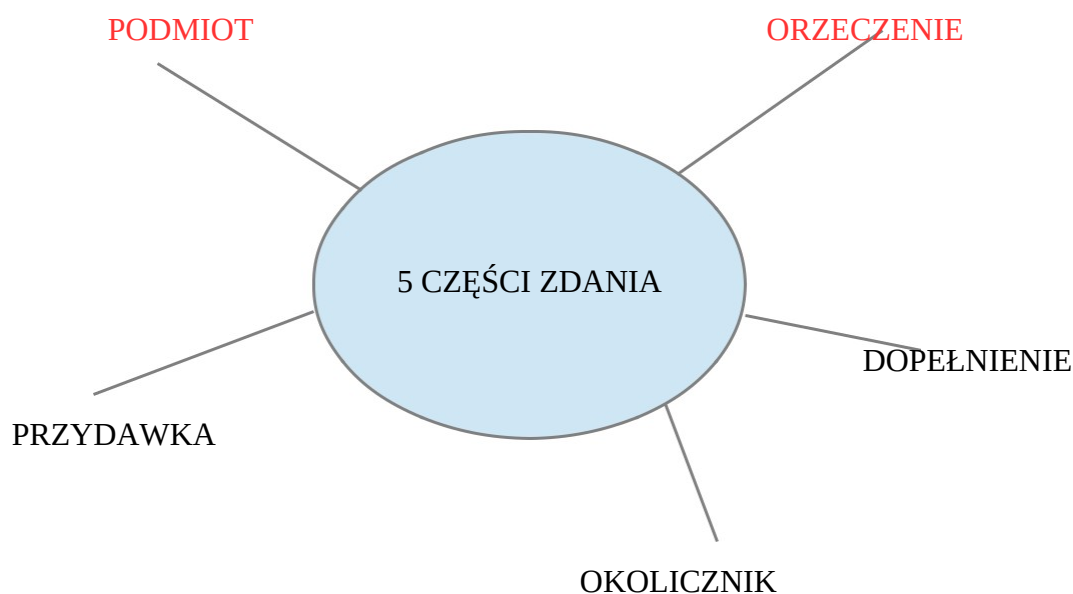 PODMIOT
ORZECZENIE
5 CZĘŚCI ZDANIA
DOPEŁNIENIE
PRZYDAWKA
OKOLICZNIK